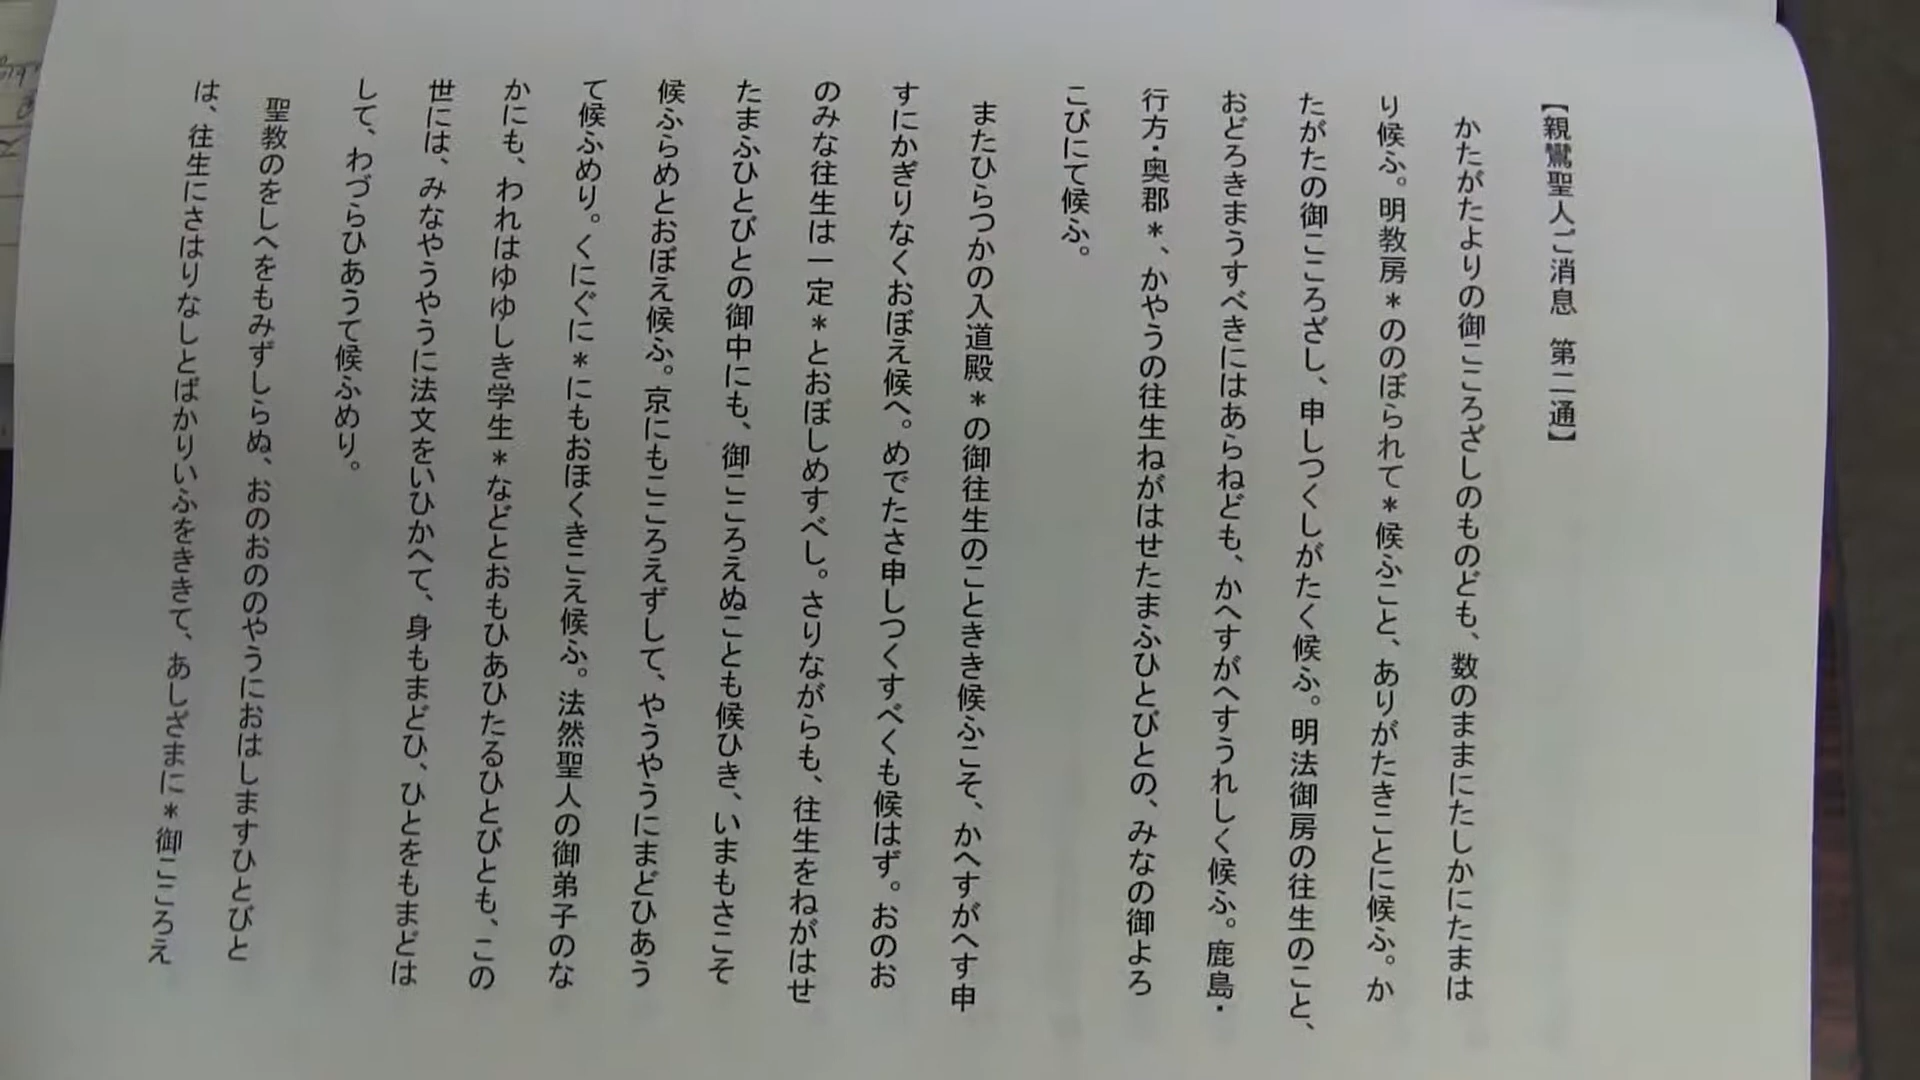 【親鸞聖人ご消息　第二通】
かたがたよりの御こころざしのものども、数のままにたしかにたまは
り候ふ。明教房＊ののぼられて＊候ふこと、ありがたきことに候ふ。か
たがたの御こころざし、申しつくしがたく候ふ。明法御房の往生のこと、
おどろきまうすべきにはあらねども、かへすがへすうれしく候ふ。鹿島・
行方・奥郡＊、かやうの往生ねがはせたまふひとびとの、みなの御よろ
こびにて候ふ。
またひらつかの入道殿＊の御往生のこときき候ふこそ、かへすがへす申
すにかぎりなくおぼえ候へ。めでたさ申しつくすべくも候はず。おのお
のみな往生は一定＊とおぼしめすべし。さりながらも、往生をねがはせ
たまふひとびとの御中にも、御こころえぬことも候ひき、いまもさこそ
候ふらめとおぼえ候ふ。京にもこころえずして、やうやうにまどひあう
て候ふめり。くにぐに＊にもおほくきこえ候ふ。法然聖人の御弟子のな
かにも、われはゆゆしき学生＊などとおもひあひたるひとびとも、この
世には、みなやうやうに法文をいひかへて、身もまどひ、ひとをもまどは
して、わづらひあうて候ふめり。
聖教のをしへをもみずしらぬ、おのおののやうにおはしますひとびと
は、往生にさはりなしとばかりいふをききて、あしざまに＊御こころえ